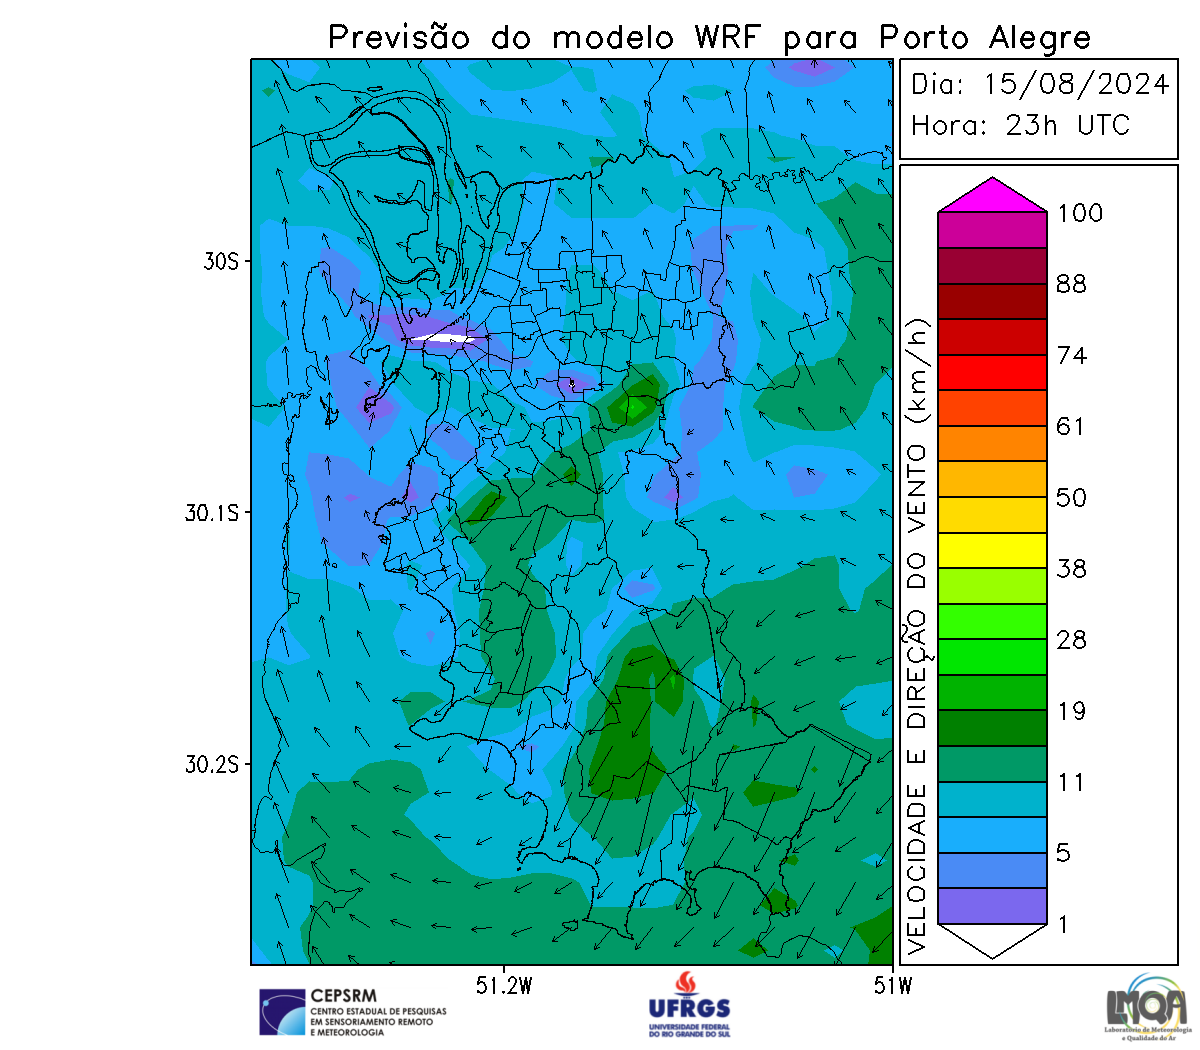 Previsão do modelo WRF para Porto Alegre
Dia: 15/08/2024
Hora: 23h UTC
100
88
74
61
50
38
28
19
11
5
1
VELOCIDADE E DIREÇÃO DO VENTO (km/h)
30S
30.1S
30.2S
51.2W
51W
CEPSRM
CENTRO ESTADUAL DE PESQUISAS
EM SENSORIAMENTO REMOTO
E METEOROLOGIA
UFRGS
UNIVERSIDADE FEDERAL
DO RIO GRANDE DO SUL
LMQA
Laboratório de Meteorologia
e Qualidade do Ar